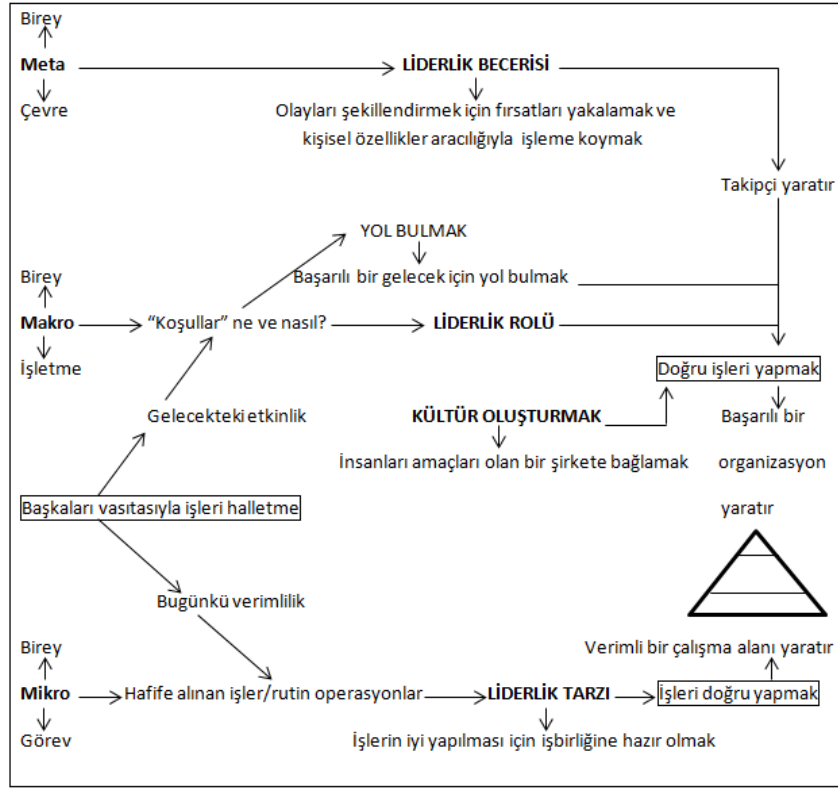 Birey
Meta LİDERLİK BECERİSİ
Çevre
Olayları şekillendirmek için fırsatları yakalamak ve
kişisel özellikler aracılığıyla işleme koymak
Takipçi yaratır
YOL BULMAK
Birey
Başarılı bir gelecek için yol bulmak
Makro “Koşullar” ne ve nasıl? LİDERLİK ROLÜ
İşletme
Doğru işleri yapmak
Gelecekteki etkinlik
KÜLTÜR OLUŞTURMAK
Başarılı bir
organizasyon
yaratır
İnsanları amaçları olan bir şirkete bağlamak
Başkaları vasıtasıyla işleri halletme
Bugünkü verimlilik
Birey
Verimli bir çalışma alanı yaratır
Mikro Hafife alınan işler/rutin operasyonlar LİDERLİK TARZI İşleri doğru yapmak
Görev
İşlerin iyi yapılması için işbirliğine hazır olmak